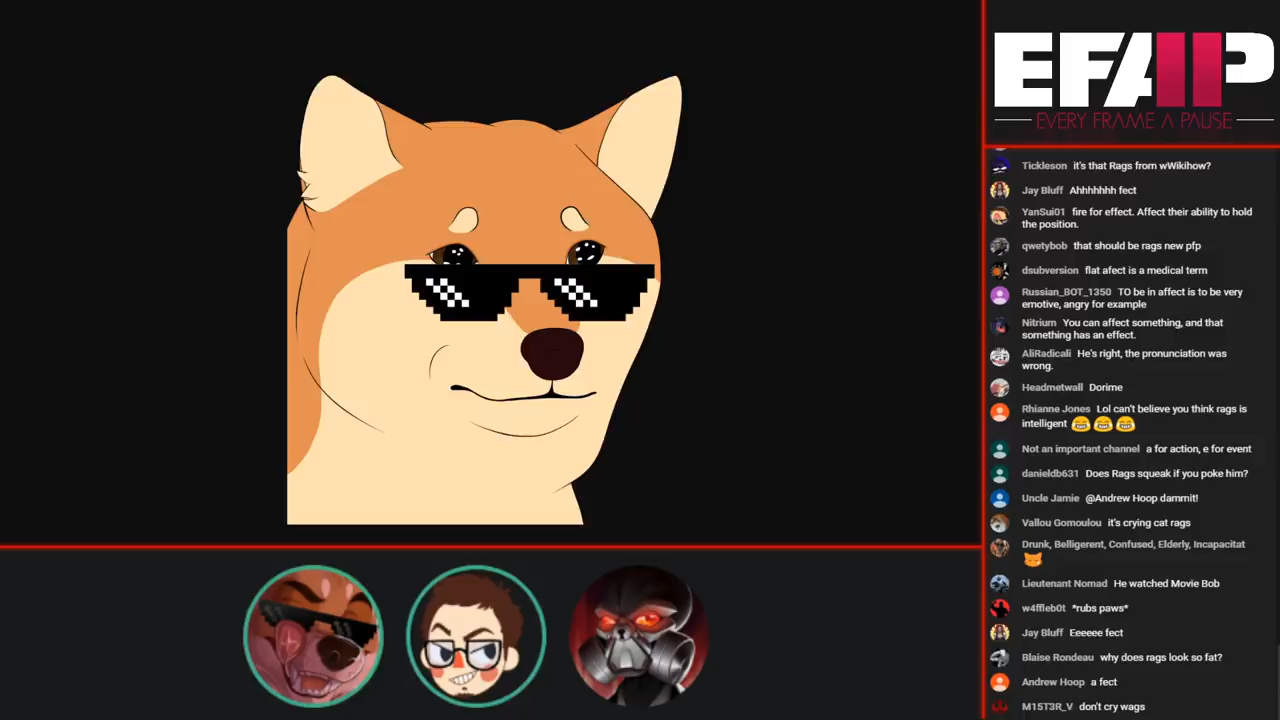 EFAP
EVERY FRAME A PAUSE
Tickleson it's that Rags from wWikihow?
Jay Bluff Ahhhhhhh fect
YanSui01 fire for effect. Affect their ability to hold
the position.
qwetybob that should be rags new pfp
dsubversion flat afect is a medical term
Russian_BOT_1350 TO be in affect is to be very
emotive, angry for example
Nitrium You can affect something, and that
something has an effect.
AliRadicali He's right, the pronunciation was
wrong.
Headmetwall Dorime
Rhianne Jones Lol can't believe you think rags is
intelligent 😂😂😂
Not an important channel a for action, e for event
danieldb631 Does Rags squeak if you poke him?
Uncle Jamie @Andrew Hoop dammit!
Vallou Gomoulou it's crying cat rags
Drunk, Belligerent, Confused, Elderly, Incapacitat
Lieutenant Nomad He watched Movie Bob
w4ffleb0t *rubs paws*
Jay Bluff Eeeeee fect
Blaise Rondeau why does rags look so fat?
Andrew Hoop a fect
M15T3R_V don't cry wags